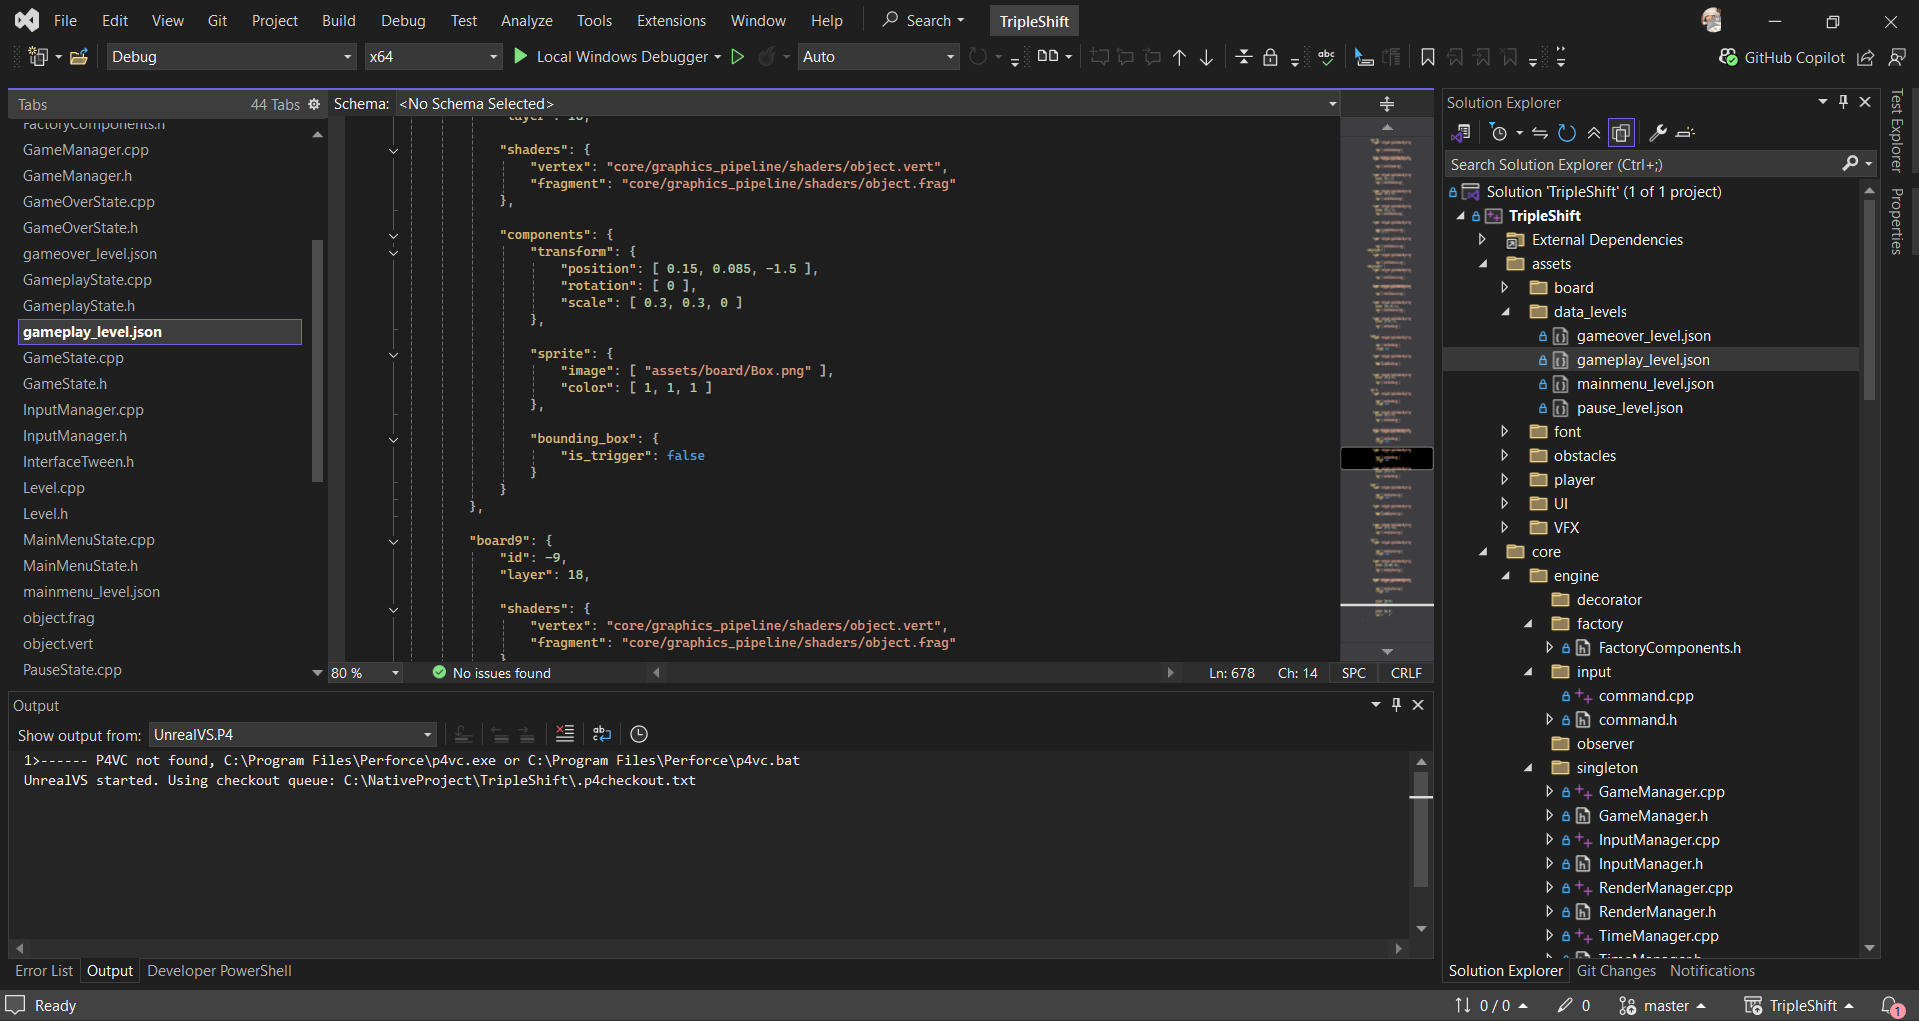 File Edit View Git Project Build Debug Test Analyze Tools Extensions Window Help Search TripleShift
Debug x64 Local Windows Debugger Auto GitHub Copilot
Tabs 44 Tabs
FactoryComponents.h
GameManager.cpp
GameManager.h
GameOverState.cpp
GameOverState.h
gameover_level.json
GameplayState.cpp
GameplayState.h
gameplay_level.json
GameState.cpp
GameState.h
InputManager.cpp
InputManager.h
InterfaceTween.h
Level.cpp
Level.h
MainMenuState.cpp
MainMenuState.h
mainmenu_level.json
object.frag
object.vert
PauseState.cpp
Schema: <No Schema Selected>
"layer": 18,
"shaders": {
"vertex": "core/graphics_pipeline/shaders/object.vert",
"fragment": "core/graphics_pipeline/shaders/object.frag"
},
"components": {
"transform": {
"position": [ 0.15, 0.085, -1.5 ],
"rotation": [ 0 ],
"scale": [ 0.3, 0.3, 0 ]
},
"sprite": {
"image": [ "assets/board/Box.png" ],
"color": [ 1, 1, 1 ]
},
"bounding_box": {
"is_trigger": false
}
}
},
"board9": {
"id": -9,
"layer": 18,
"shaders": {
"vertex": "core/graphics_pipeline/shaders/object.vert",
"fragment": "core/graphics_pipeline/shaders/object.frag"
}
80 % No issues found Ln: 678 Ch: 14 SPC CRLF
Output
Show output from: UnrealVS.P4
1>------ P4VC not found, C:\Program Files\Perforce\p4vc.exe or C:\Program Files\Perforce\p4vc.bat
UnrealVS started. Using checkout queue: C:\NativeProject\TripleShift\.p4checkout.txt
Error List Output Developer PowerShell
Solution Explorer
Search Solution Explorer (Ctrl+;)
Solution 'TripleShift' (1 of 1 project)
TripleShift
External Dependencies
assets
board
data_levels
gameover_level.json
gameplay_level.json
mainmenu_level.json
pause_level.json
font
obstacles
player
UI
VFX
core
engine
decorator
factory
FactoryComponents.h
input
command.cpp
command.h
observer
singleton
GameManager.cpp
GameManager.h
InputManager.cpp
InputManager.h
RenderManager.cpp
RenderManager.h
TimeManager.cpp
TimeManager.h
Solution Explorer Git Changes Notifications
Test Explorer
Properties
Ready 0 / 0 0 master TripleShift 1